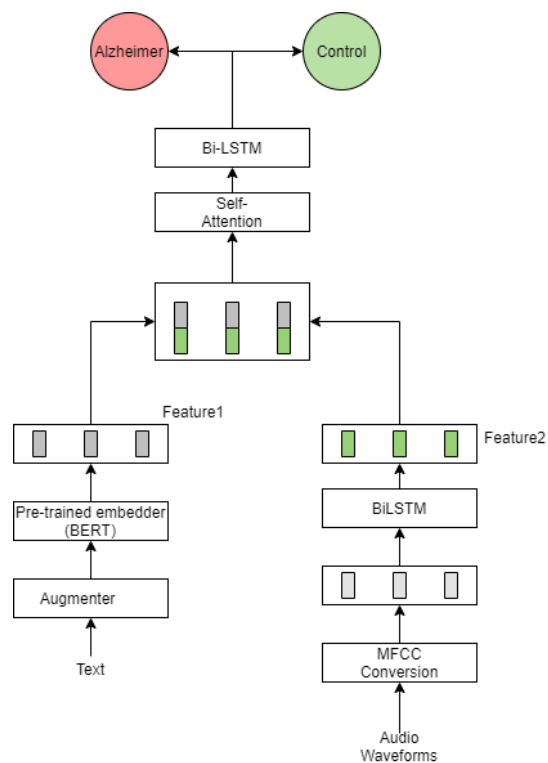 Alzheimer
Control
Bi-LSTM
Self-
Attention
Feature1
Feature2
Pre-trained embedder
(BERT)
BiLSTM
Augmenter
MFCC
Conversion
Text
Audio
Waveforms